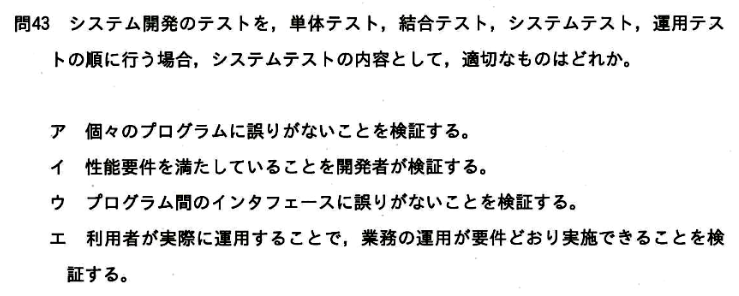 問43 システム開発のテストを，単体テスト，結合テスト，システムテスト，運用テス
トの順に行う場合，システムテストの内容として，適切なものはどれか。
ア 個々のプログラムに誤りがないことを検証する。
イ 性能要件を満たしていることを開発者が検証する。
ウ プログラム間のインタフェースに誤りがないことを検証する。
エ 利用者が実際に運用することで，業務の運用が要件どおり実施できることを検
証する。